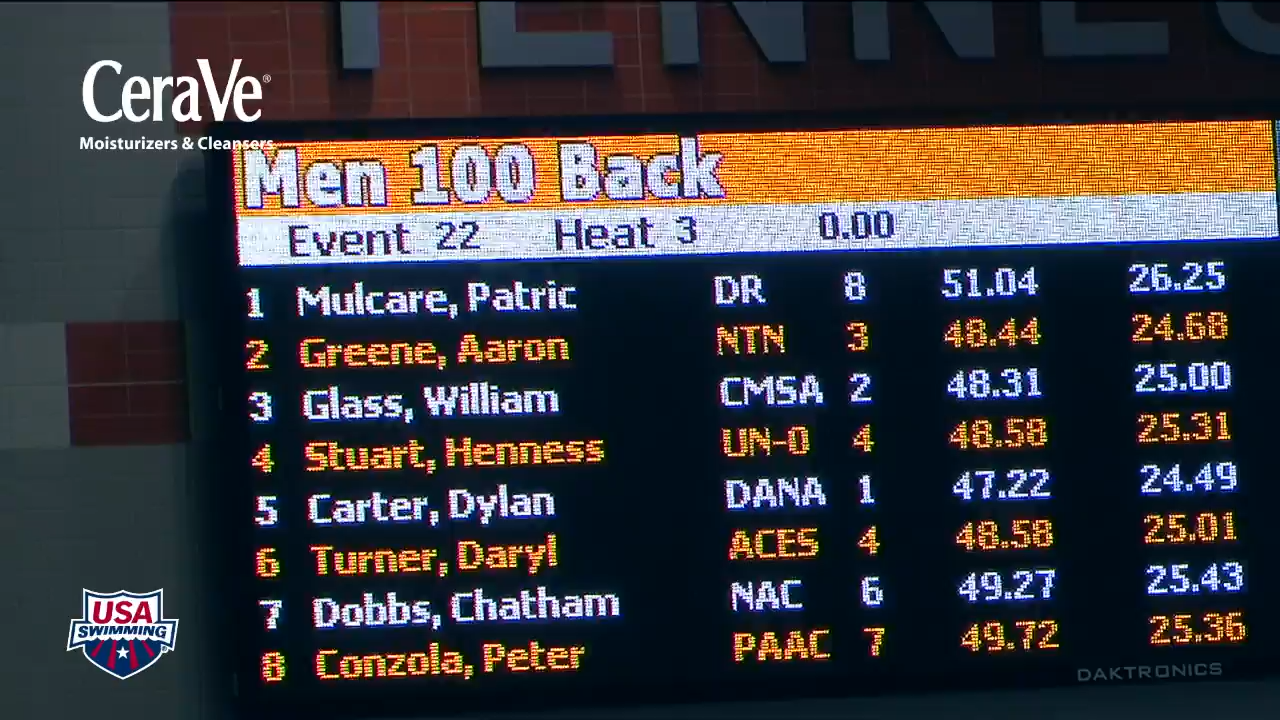 TENNES
CeraVe®
Moisturizers & Cleansers
Men 100 Back
Event 22 Heat 3 0.00
1 Mulcare, Patric DR 8 51.04 26.25
2 Greene, Aaron NTN 3 48.44 24.68
3 Glass, William CMSA 2 48.31 25.00
4 Stuart, Henness UN-O 4 48.58 25.31
5 Carter, Dylan DANA 1 47.22 24.49
6 Turner, Daryl ACES 4 48.58 25.01
7 Dobbs, Chatham NAC 6 49.27 25.43
8 Conzola, Peter PAAC 7 49.72 25.36
USA
SWIMMING®
DAKTRONICS